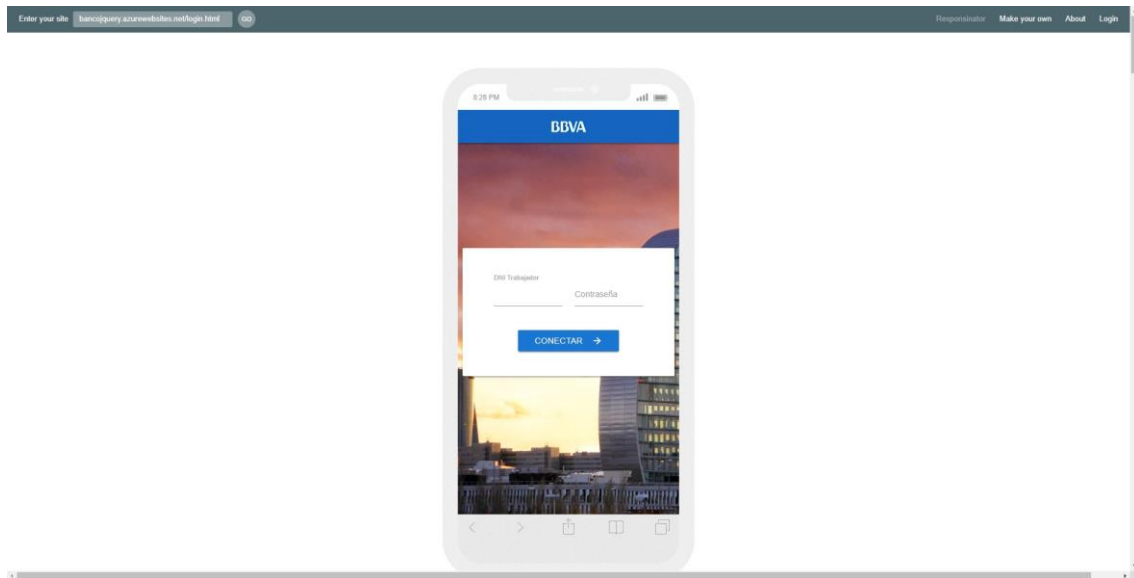 Enter your site bancojquery.azurewebsites.net/login.html GO Responsinator Make your own About Login
8:28 PM
BBVA
DNI Trabajador
Contraseña
CONECTAR